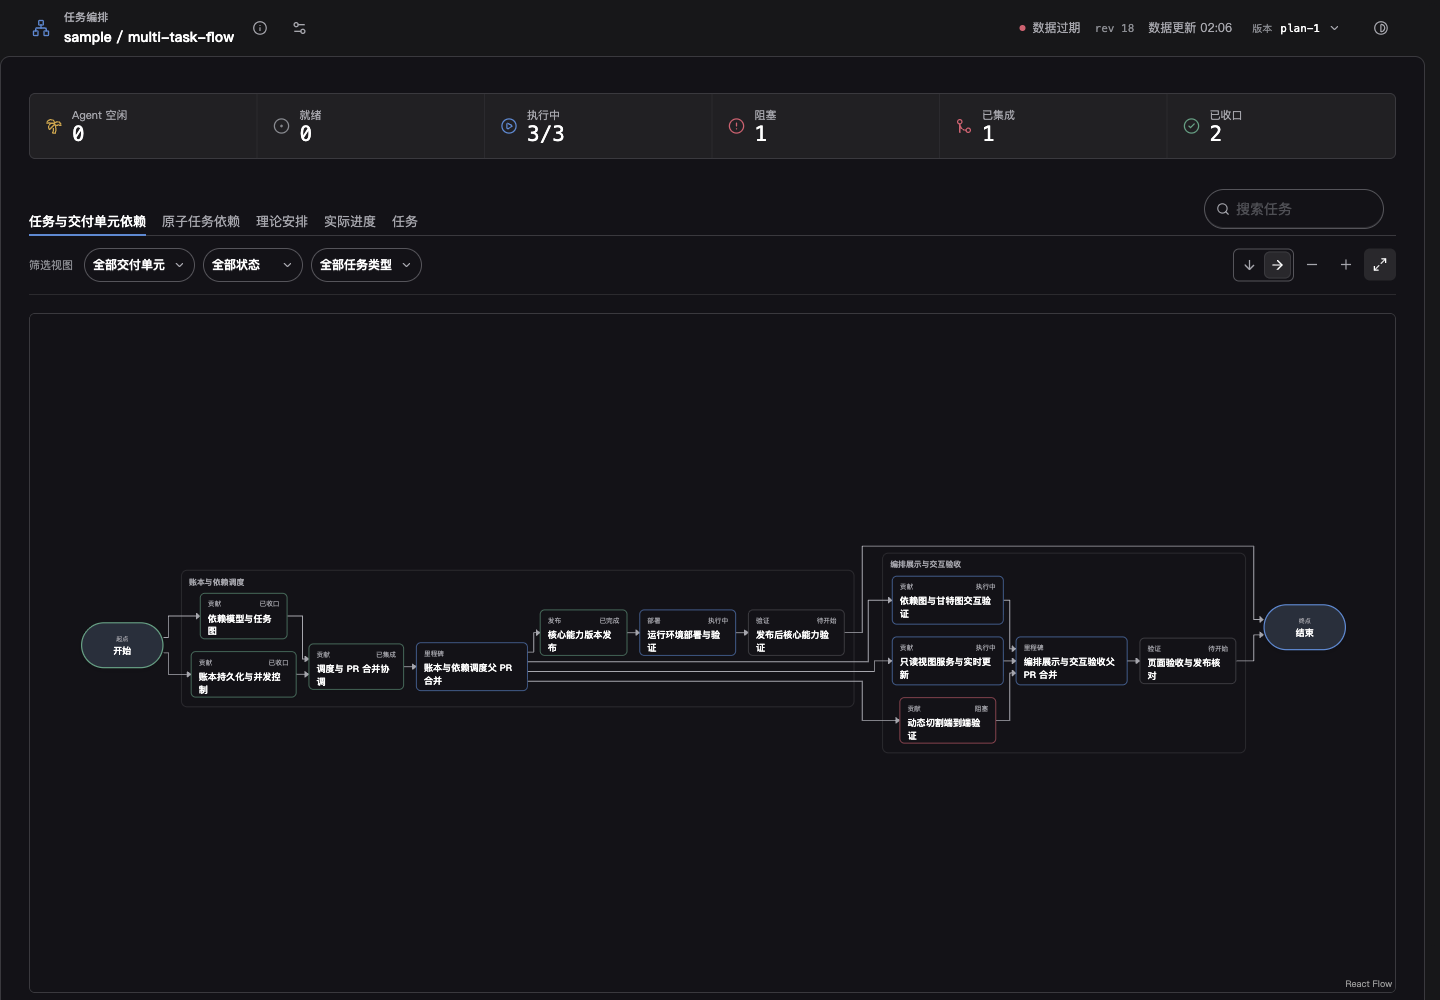 任务编排
sample / multi-task-flow
数据过期
rev 18
数据更新 02:06
版本 plan-1
Agent 空闲
0
就绪
0
执行中
3/3
阻塞
1
已集成
1
已收口
2
任务与交付单元依赖
原子任务依赖
理论安排
实际进度
任务
搜索任务
筛选视图
全部交付单元
全部状态
全部任务类型
起点
开始
账本与依赖调度
贡献 已收口
依赖模型与任务
图
贡献 已收口
账本持久化与并发控
制
贡献 已集成
调度与 PR 合并协
调
里程碑
账本与依赖调度父 PR
合并
发布 已完成
核心能力版本发
布
部署 执行中
运行环境部署与验
证
验证 待开始
发布后核心能力验
证
编排展示与交互验收
贡献 执行中
依赖图与甘特图交互验
证
贡献 执行中
只读视图服务与实时更
新
贡献 阻塞
动态切割端到端验
证
里程碑
编排展示与交互验收父
PR 合并
验证 待开始
页面验收与发布核
对
终点
结束
React Flow